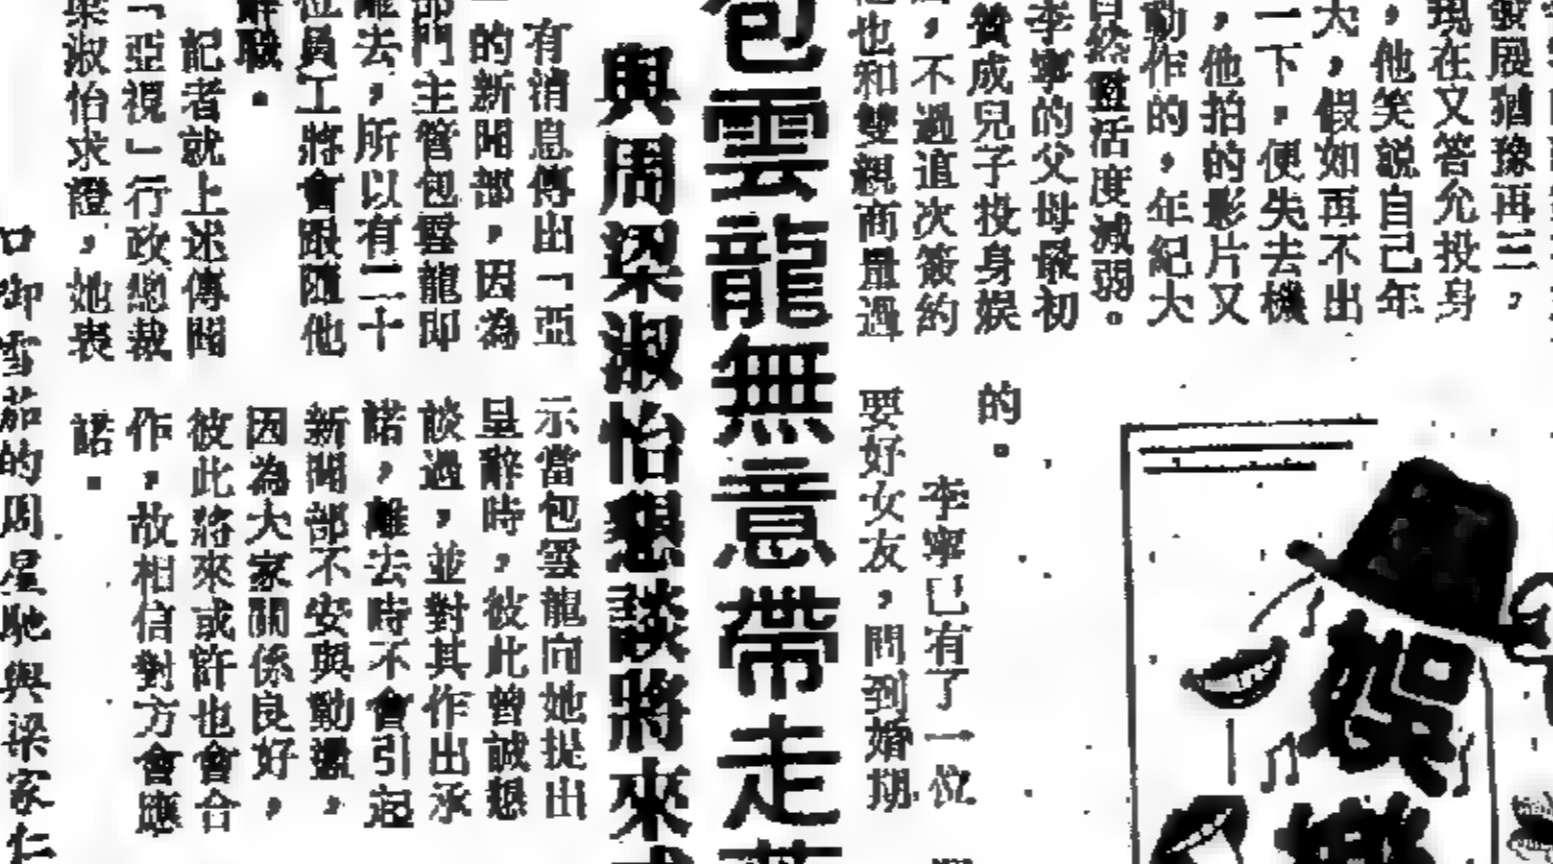 發展猶豫再三，
現在又答允投身
，他笑說自己年
大，假如再不出
一下，便失去機
，他拍的影片又
動作的，年紀大
自然靈活度減弱。
李寧的父母最初
贊成兒子投身娛
，不過這次簽約
他也和雙親商量過
的。
李寧已有了一位
要好女友，問到婚期
娛樂
包雲龍無意帶走
與周梁淑怡懇談將來
有消息傳出「亞
的新聞部，因為
部門主管包雲龍即
離去，所以有二十
位員工將會跟隨他
辭職。
記者就上述傳聞
「亞視」行政總裁
梁淑怡求證，她表
示當包雲龍向她提出
呈辭時，彼此曾誠懇
談過，並對其作出承
諾，離去時不會引起
新聞部不安與動盪，
因為大家關係良好，
彼此將來或許也會合
作，故相信對方會應
諾。
口卸雪茄的周星馳與梁家仁